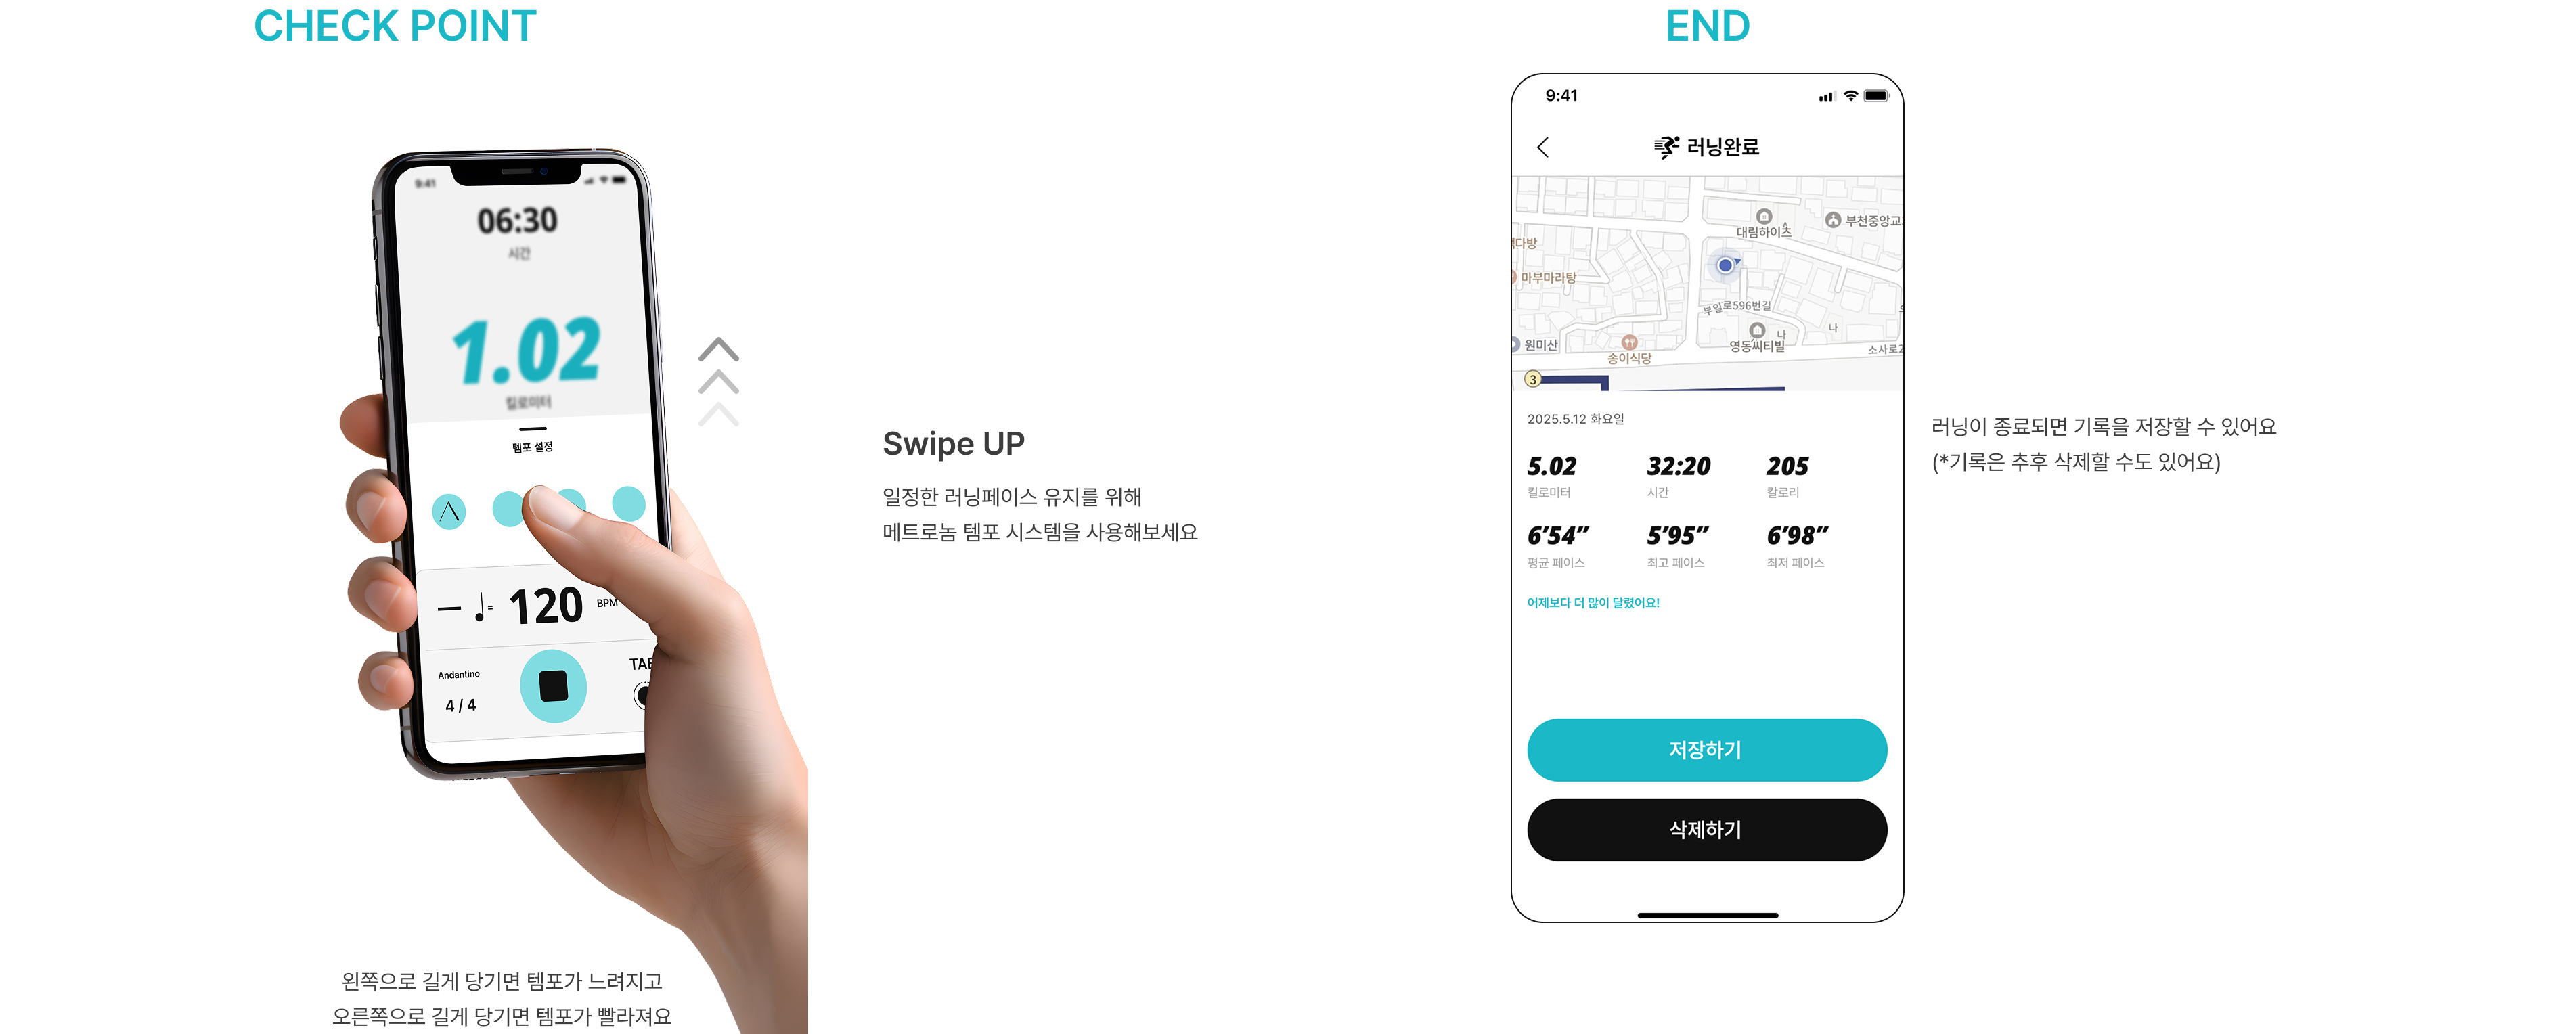 CHECK POINT
9:41
06:30
시간
1.02
킬로미터
템포 설정
120
BPM
Andantino
4 / 4
Swipe UP
일정한 러닝페이스 유지를 위해
메트로놈 템포 시스템을 사용해보세요
왼쪽으로 길게 당기면 템포가 느려지고
오른쪽으로 길게 당기면 템포가 빨라져요
END
9:41
러닝완료
대림하이츠
부천중앙교
다방
마부마라탕
부일로596번길
나
나
원미산
송이식당
영동씨티빌
소사로2
3
2025.5.12 화요일
5.02 32:20 205
킬로미터 시간 칼로리
6’54” 5’95” 6’98”
평균 페이스 최고 페이스 최저 페이스
어제보다 더 많이 달렸어요!
저장하기
삭제하기
러닝이 종료되면 기록을 저장할 수 있어요
(*기록은 추후 삭제할 수도 있어요)